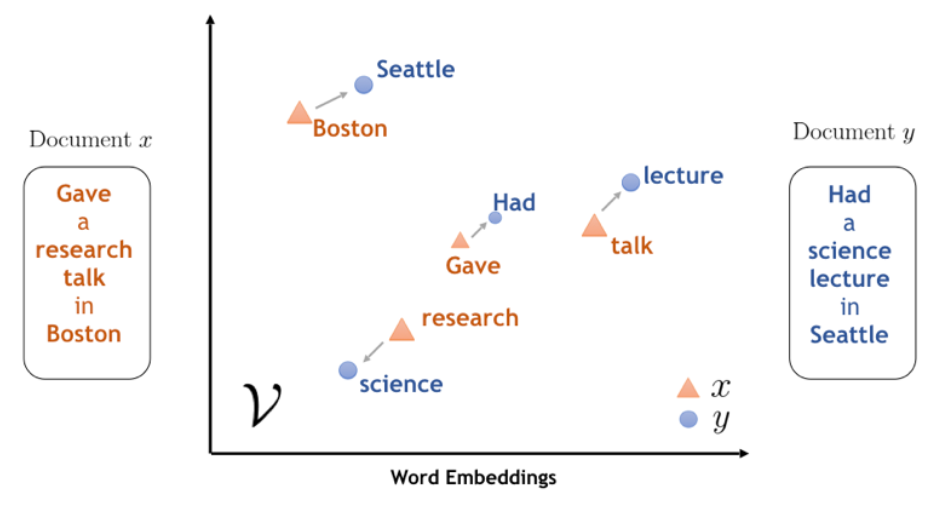 Document x
Gave
a
research
talk
in
Boston
Seattle
Boston
lecture
Had
talk
Gave
research
science
𝒱
x
y
Word Embeddings
Document y
Had
a
science
lecture
in
Seattle